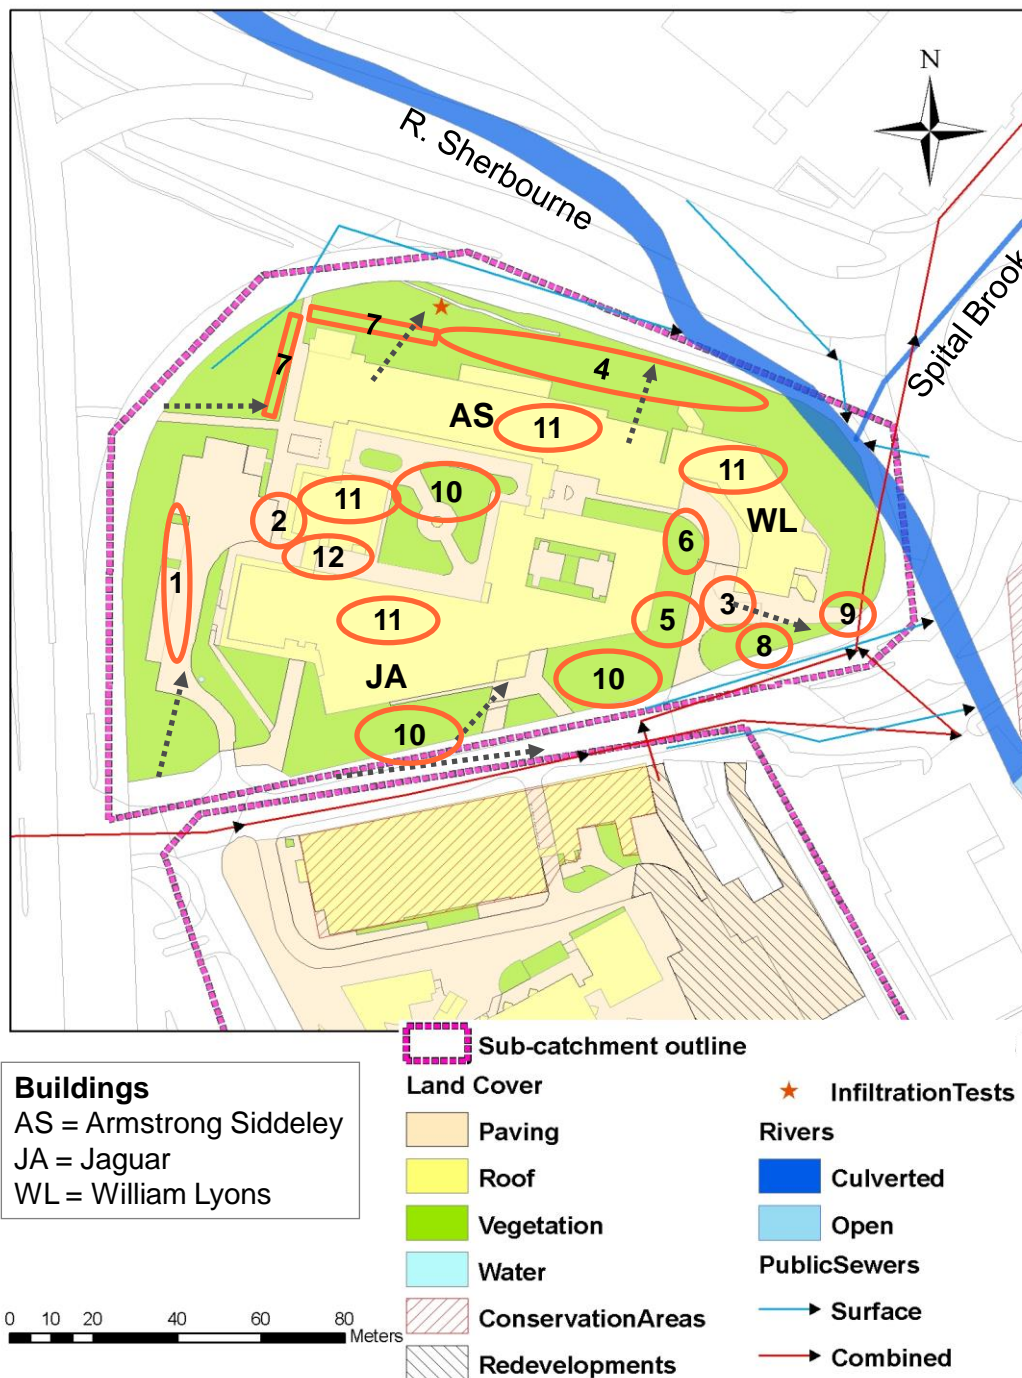 N
R. Sherbourne
Spital Brook
7
7
4
AS
11
11
10
11
WL
2
6
12
1
3
9
11
5
8
JA
10
10
Sub-catchment outline
Buildings
AS = Armstrong Siddeley
JA = Jaguar
WL = William Lyons
Land Cover
Paving
Roof
Vegetation
Water
ConservationAreas
Redevelopments
InfiltrationTests
Rivers
Culverted
Open
PublicSewers
Surface
Combined
0 10 20 40 60 80
Meters